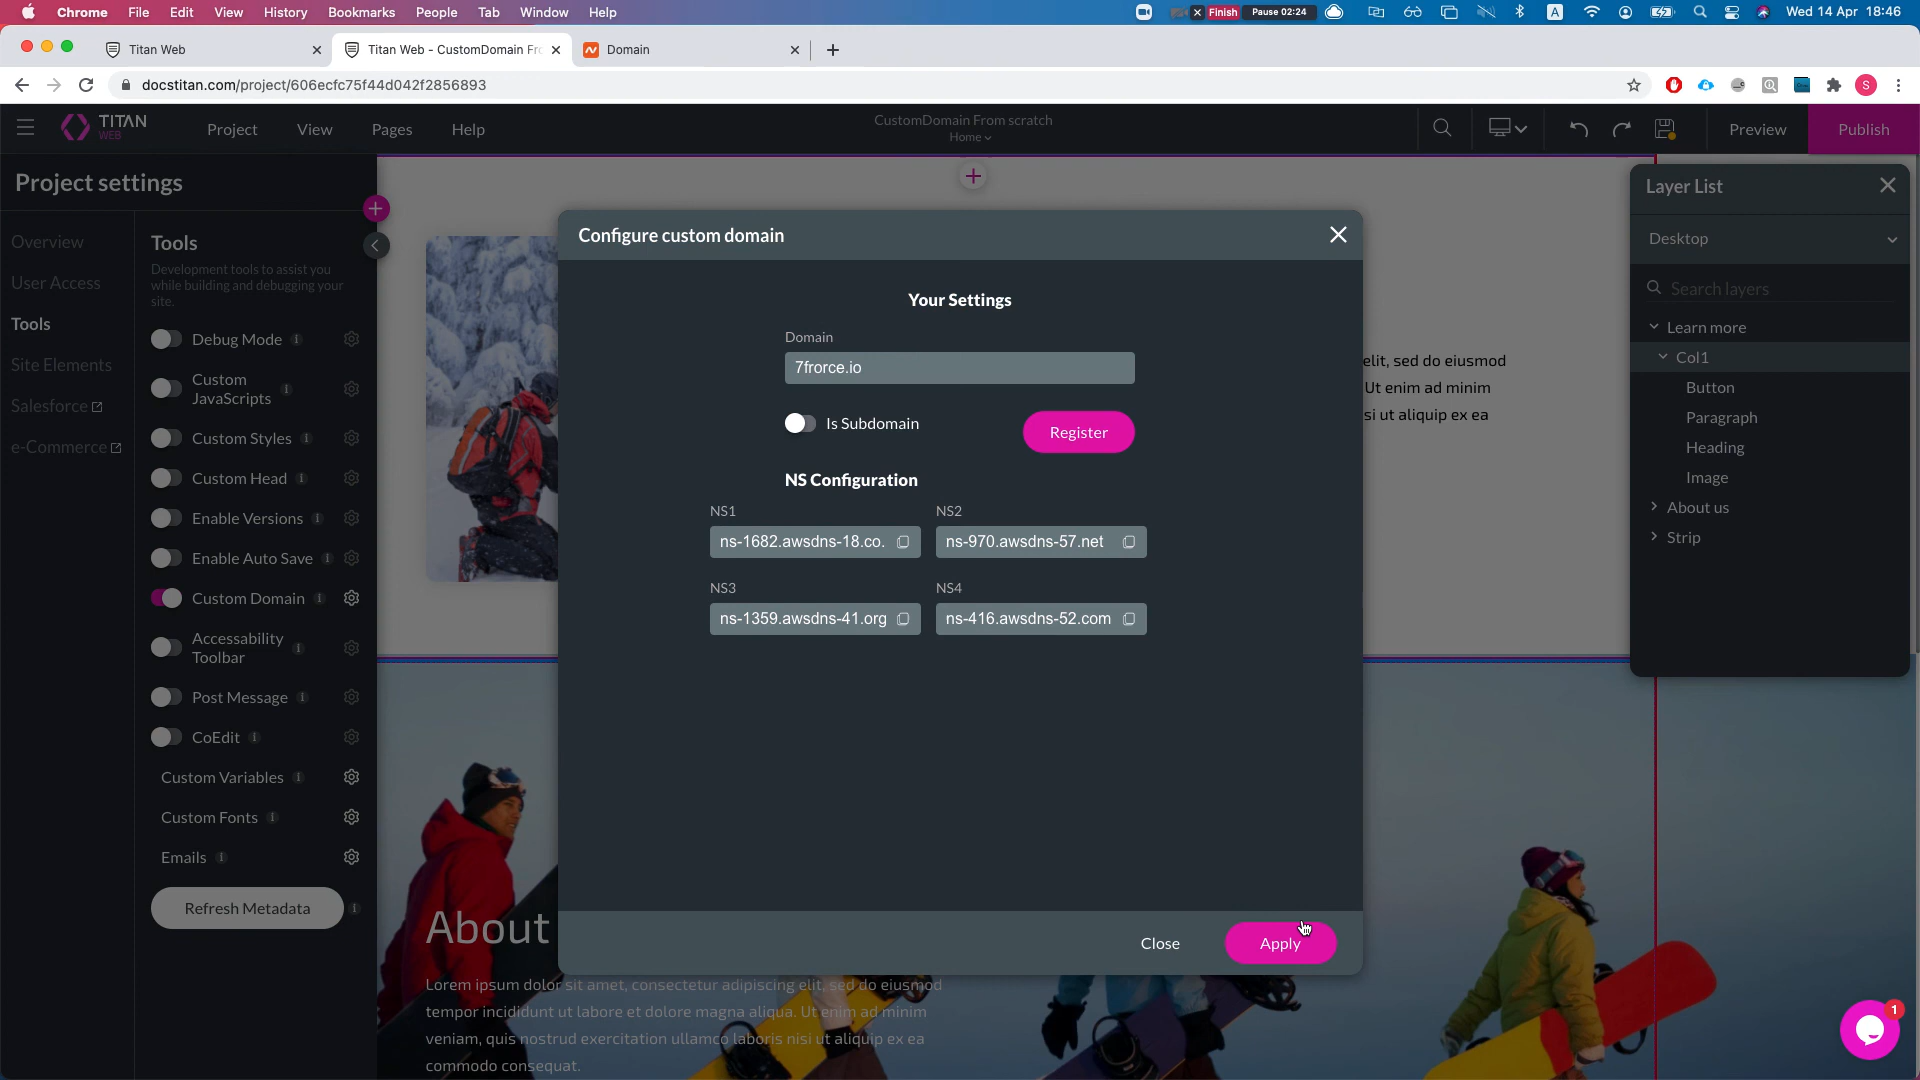 Chrome File Edit View History Bookmarks People Tab Window Help
Finish Pause 02:24 A Wed 14 Apr 18:46
Titan Web
Titan Web - CustomDomain Fr
Domain
docstitan.com/project/606ecfc75f44d042f2856893
S
TITAN
WEB
Project View Pages Help
CustomDomain From scratch
Home
Preview
Publish
Project settings
Overview
User Access
Tools
Site Elements
Salesforce
e-Commerce
Tools
Development tools to assist you
while building and debugging your
site.
Debug Mode
Custom
JavaScripts
Custom Styles
Custom Head
Enable Versions
Enable Auto Save
Custom Domain
Accessability
Toolbar
Post Message
CoEdit
Custom Variables
Custom Fonts
Emails
Refresh Metadata
Configure custom domain
Your Settings
Domain
7frorce.io
Is Subdomain
Register
NS Configuration
NS1
ns-1682.awsdns-18.co.
NS2
ns-970.awsdns-57.net
NS3
ns-1359.awsdns-41.org
NS4
ns-416.awsdns-52.com
Close
Apply
elit, sed do eiusmod
Ut enim ad minim
si ut aliquip ex ea
Layer List
Desktop
Search layers
Learn more
Col1
Button
Paragraph
Heading
Image
About us
Strip
About
Lorem ipsum dolor sit amet, consectetur adipiscing elit, sed do eiusmod
tempor incididunt ut labore et dolore magna aliqua. Ut enim ad minim
veniam, quis nostrud exercitation ullamco laboris nisi ut aliquip ex ea
commodo consequat.
1